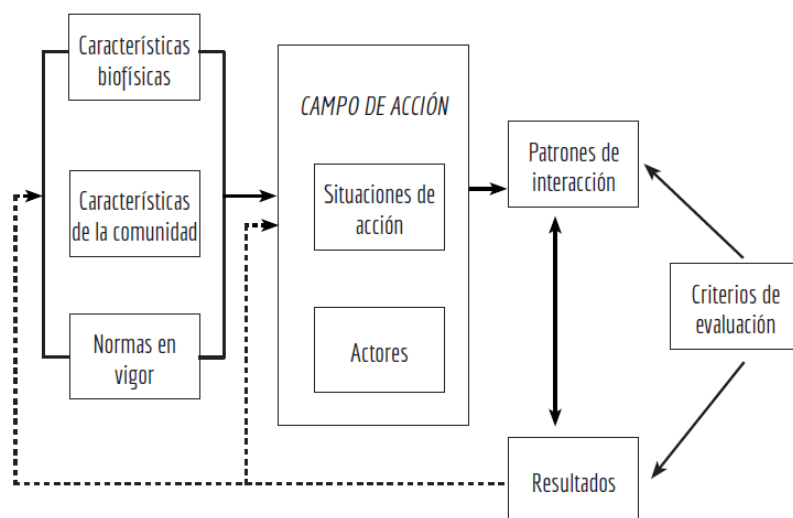 Características
biofísicas
Características
de la comunidad
Normas en
vigor
CAMPO DE ACCIÓN
Situaciones de
acción
Actores
Patrones de
interacción
Criterios de
evaluación
Resultados